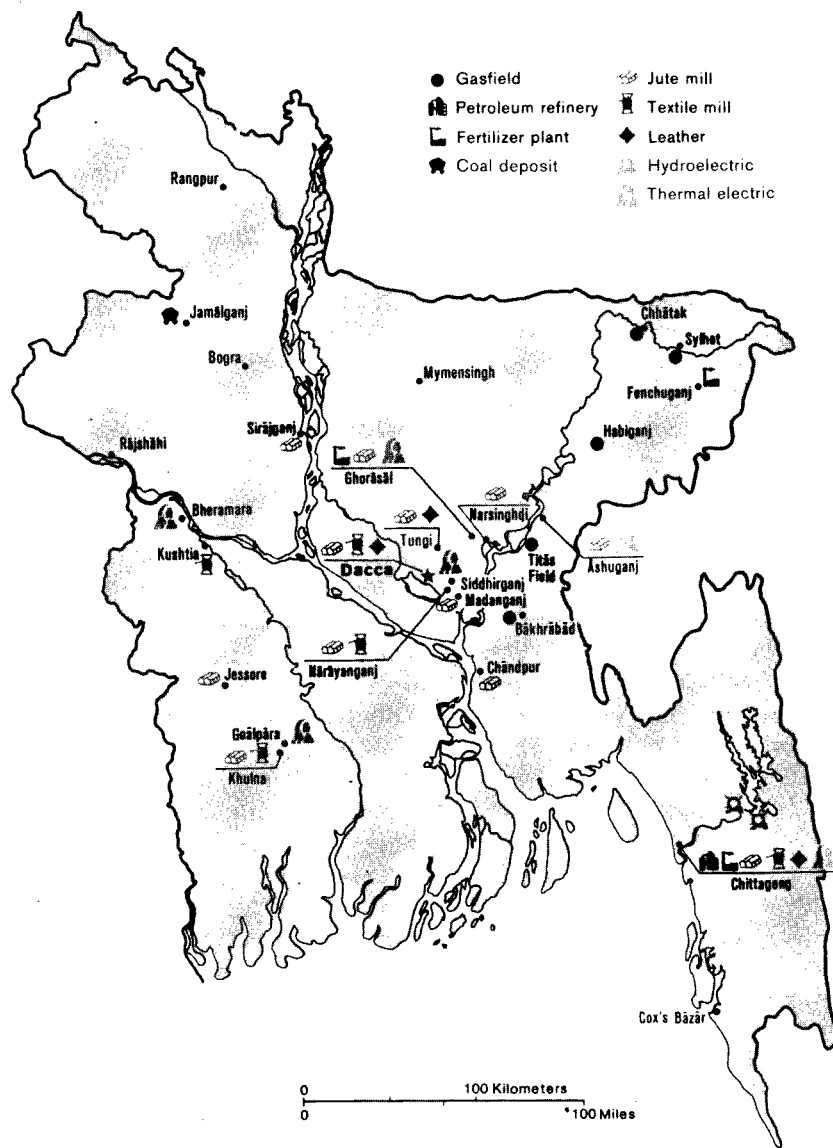 Gasfield
Petroleum refinery
Fertilizer plant
Coal deposit
Jute mill
Textile mill
Leather
Hydroelectric
Thermal electric
Rangpur
Jamālganj
Bogra
Mymensingh
Chhātak
Sylhet
Fenchuganj
Habiganj
Sirājganj
Rājshāhi
Ghorāsāl
Narsinghdi
Bheramara
Tungi
Kushtia
Dacca
Titās
Field
Āshuganj
Siddhirganj
Madanganj
Bākhrābād
Nārāyanganj
Chāndpur
Jessore
Goālpāra
Khulna
Chittagong
Cox's Bāzār
0 100 Kilometers
0 100 Miles